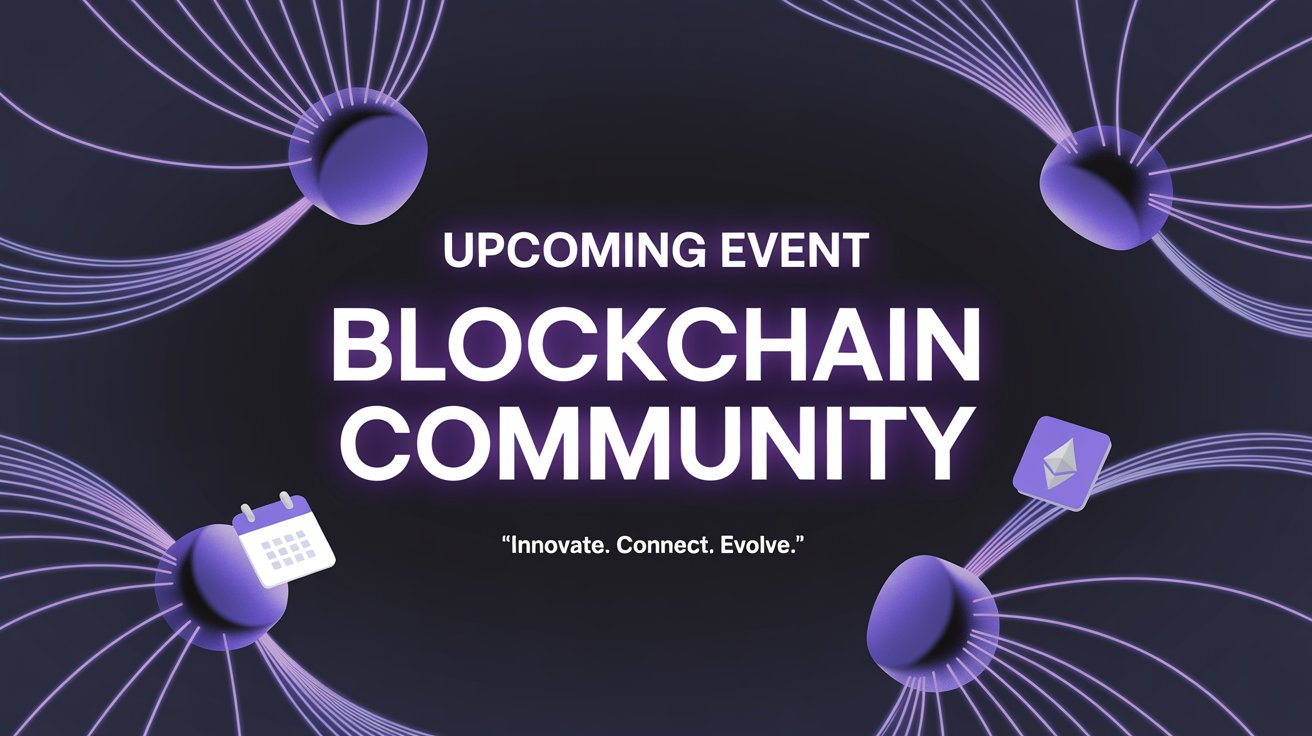 UPCOMING EVENT
BLOCKCHAIN
COMMUNITY
“Innovate. Connect. Evolve.”